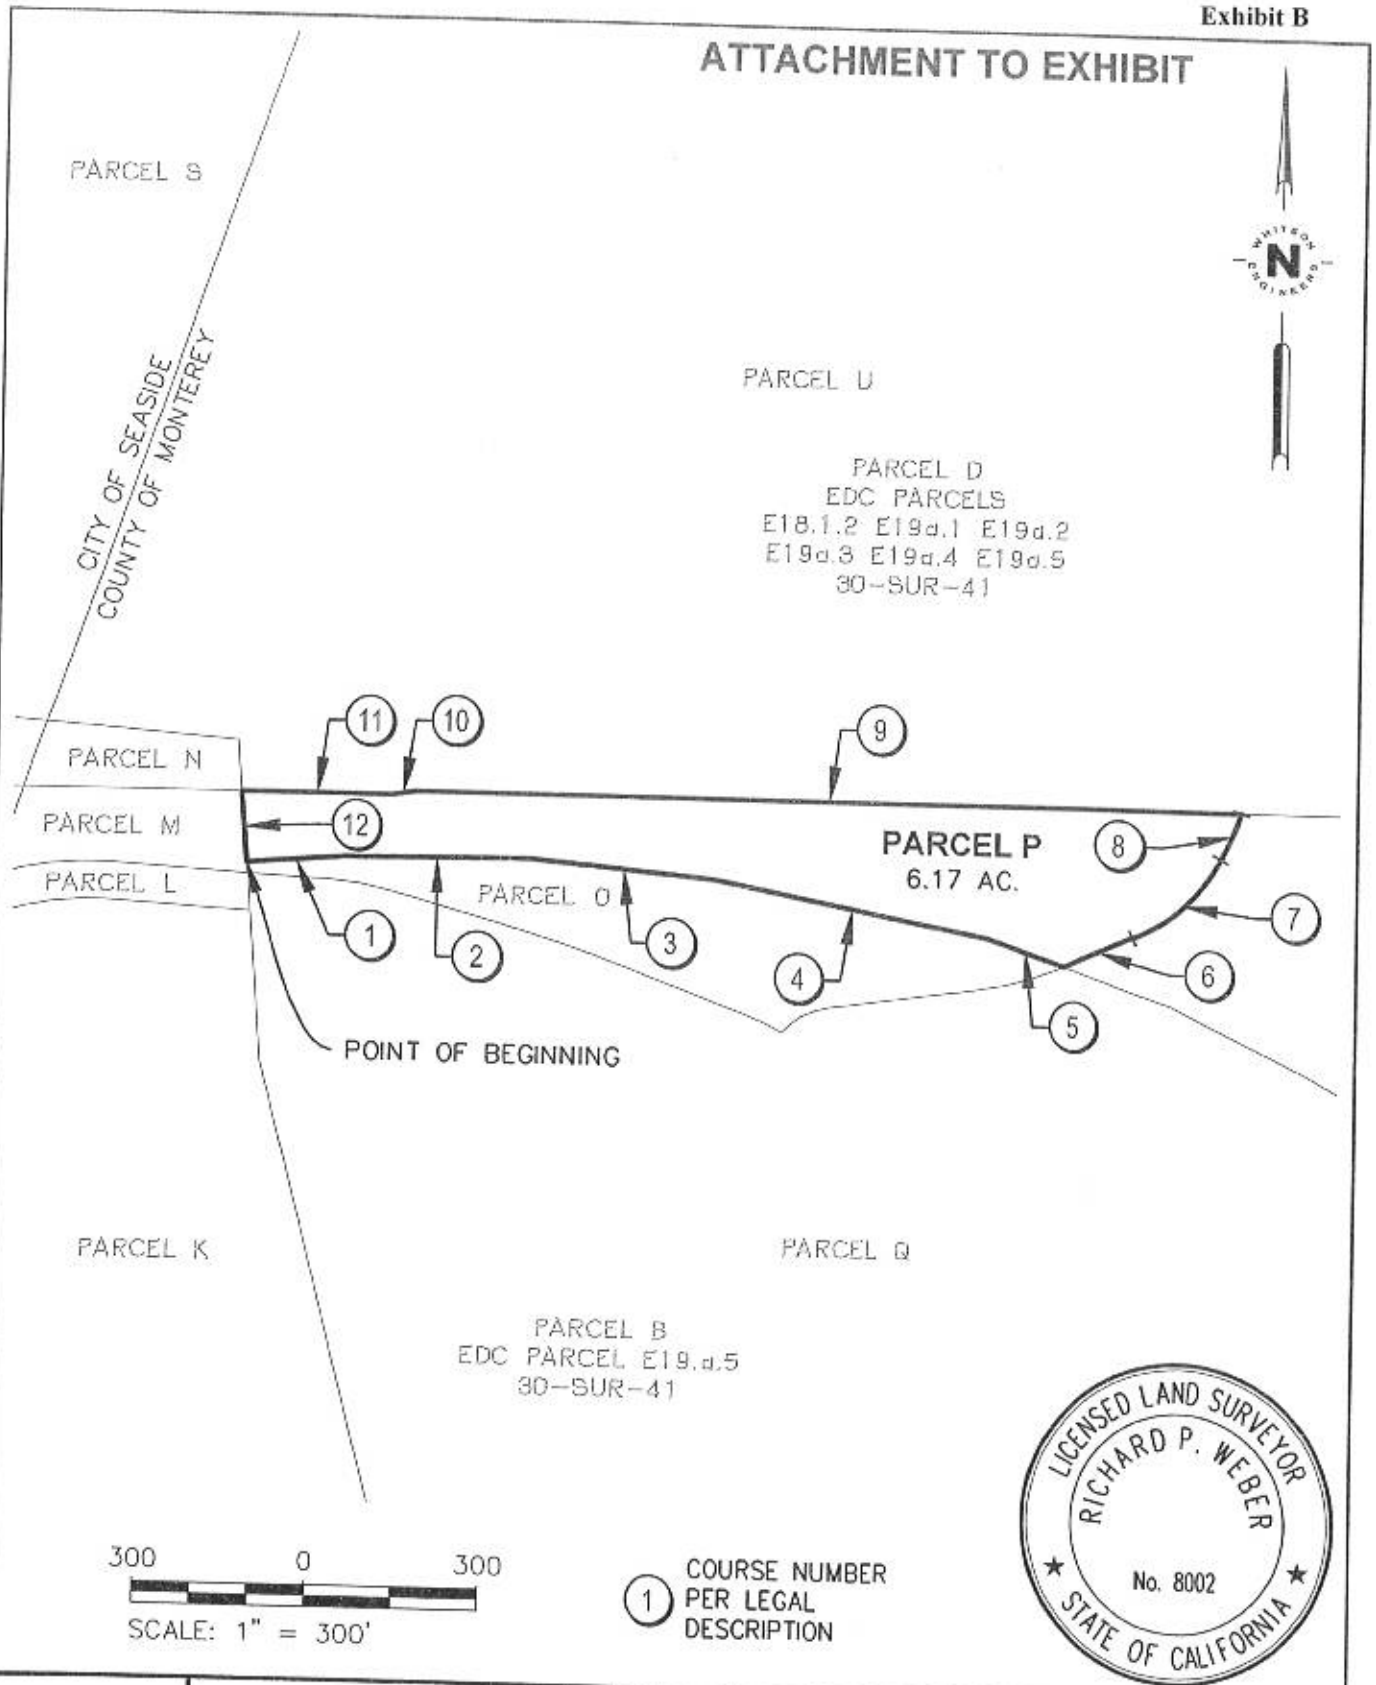 Exhibit B
ATTACHMENT TO EXHIBIT
PARCEL S
WHITSON
N
ENGINEERS
CITY OF SEASIDE
COUNTY OF MONTEREY
PARCEL U
PARCEL D
EDC PARCELS
E18.1.2 E19a.1 E19a.2
E19a.3 E19a.4 E19a.5
30-SUR-41
11
10
9
PARCEL N
PARCEL M
12
PARCEL P
6.17 AC.
8
PARCEL L
PARCEL O
1
2
3
4
5
6
7
POINT OF BEGINNING
PARCEL K
PARCEL Q
PARCEL B
EDC PARCEL E19.a.5
30-SUR-41
300 0 300
SCALE: 1" = 300'
1
COURSE NUMBER
PER LEGAL
DESCRIPTION
LICENSED LAND SURVEYOR
RICHARD P. WEBER
No. 8002
★ STATE OF CALIFORNIA ★